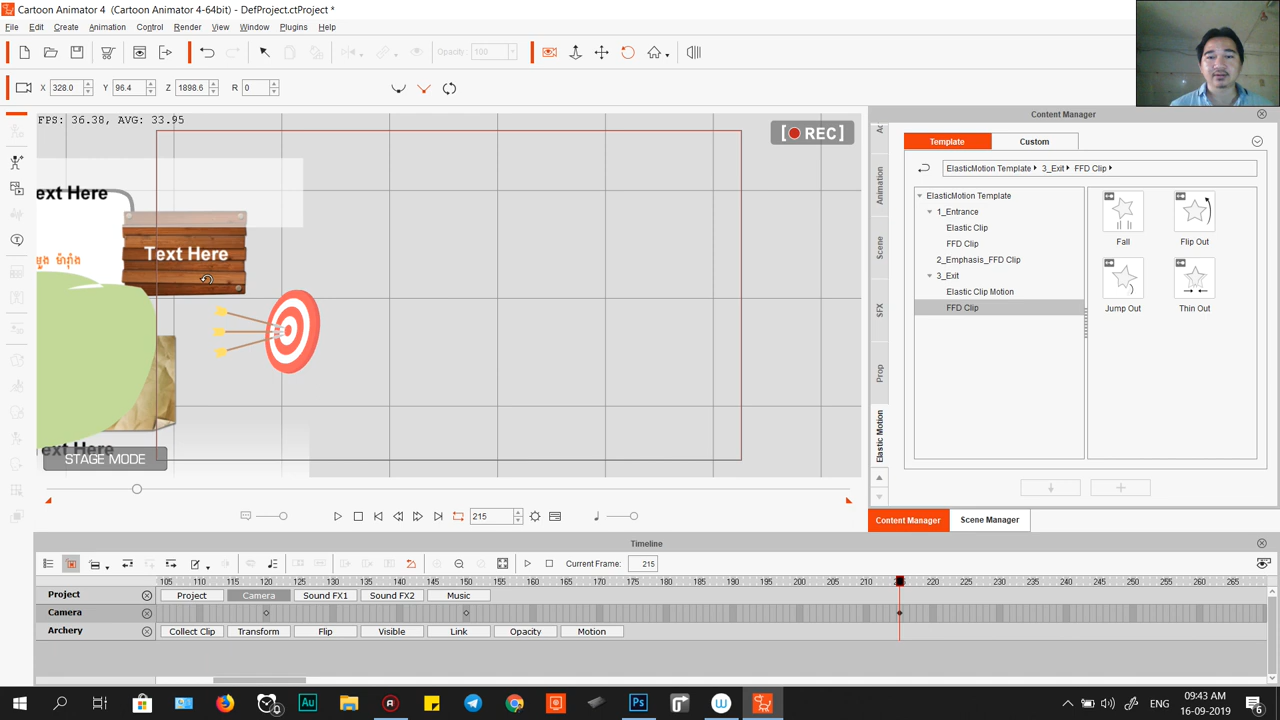 Cartoon Animator 4 (Cartoon Animator 4-64bit) - DefProject.ctProject *
File Edit Create Animation Control Render View Window Plugins Help
Opacity: 100
X 328.0 Y 96.4 Z 1898.6 R 0
FPS: 36.38, AVG: 33.95
[ REC ]
ext Here
Text Here
ម៉ារ៉ាំង
ext Here
STAGE MODE
Content Manager
Template Custom
ElasticMotion Template 3_Exit FFD Clip
ElasticMotion Template
1_Entrance
Elastic Clip
FFD Clip
2_Emphasis_FFD Clip
3_Exit
Elastic Clip Motion
FFD Clip
Fall Flip Out
Jump Out Thin Out
Animation
Scene
SFX
Prop
Elastic Motion
215
Content Manager Scene Manager
Timeline
Current Frame: 215
105 110 115 120 125 130 135 140 145 150 155 160 165 170 175 180 185 190 195 200 205 210 220 225 230 235 240 245 250 255 260 265
Project Project Camera Sound FX1 Sound FX2 Music
Camera
Archery Collect Clip Transform Flip Visible Link Opacity Motion
ENG
09:43 AM
16-09-2019
6